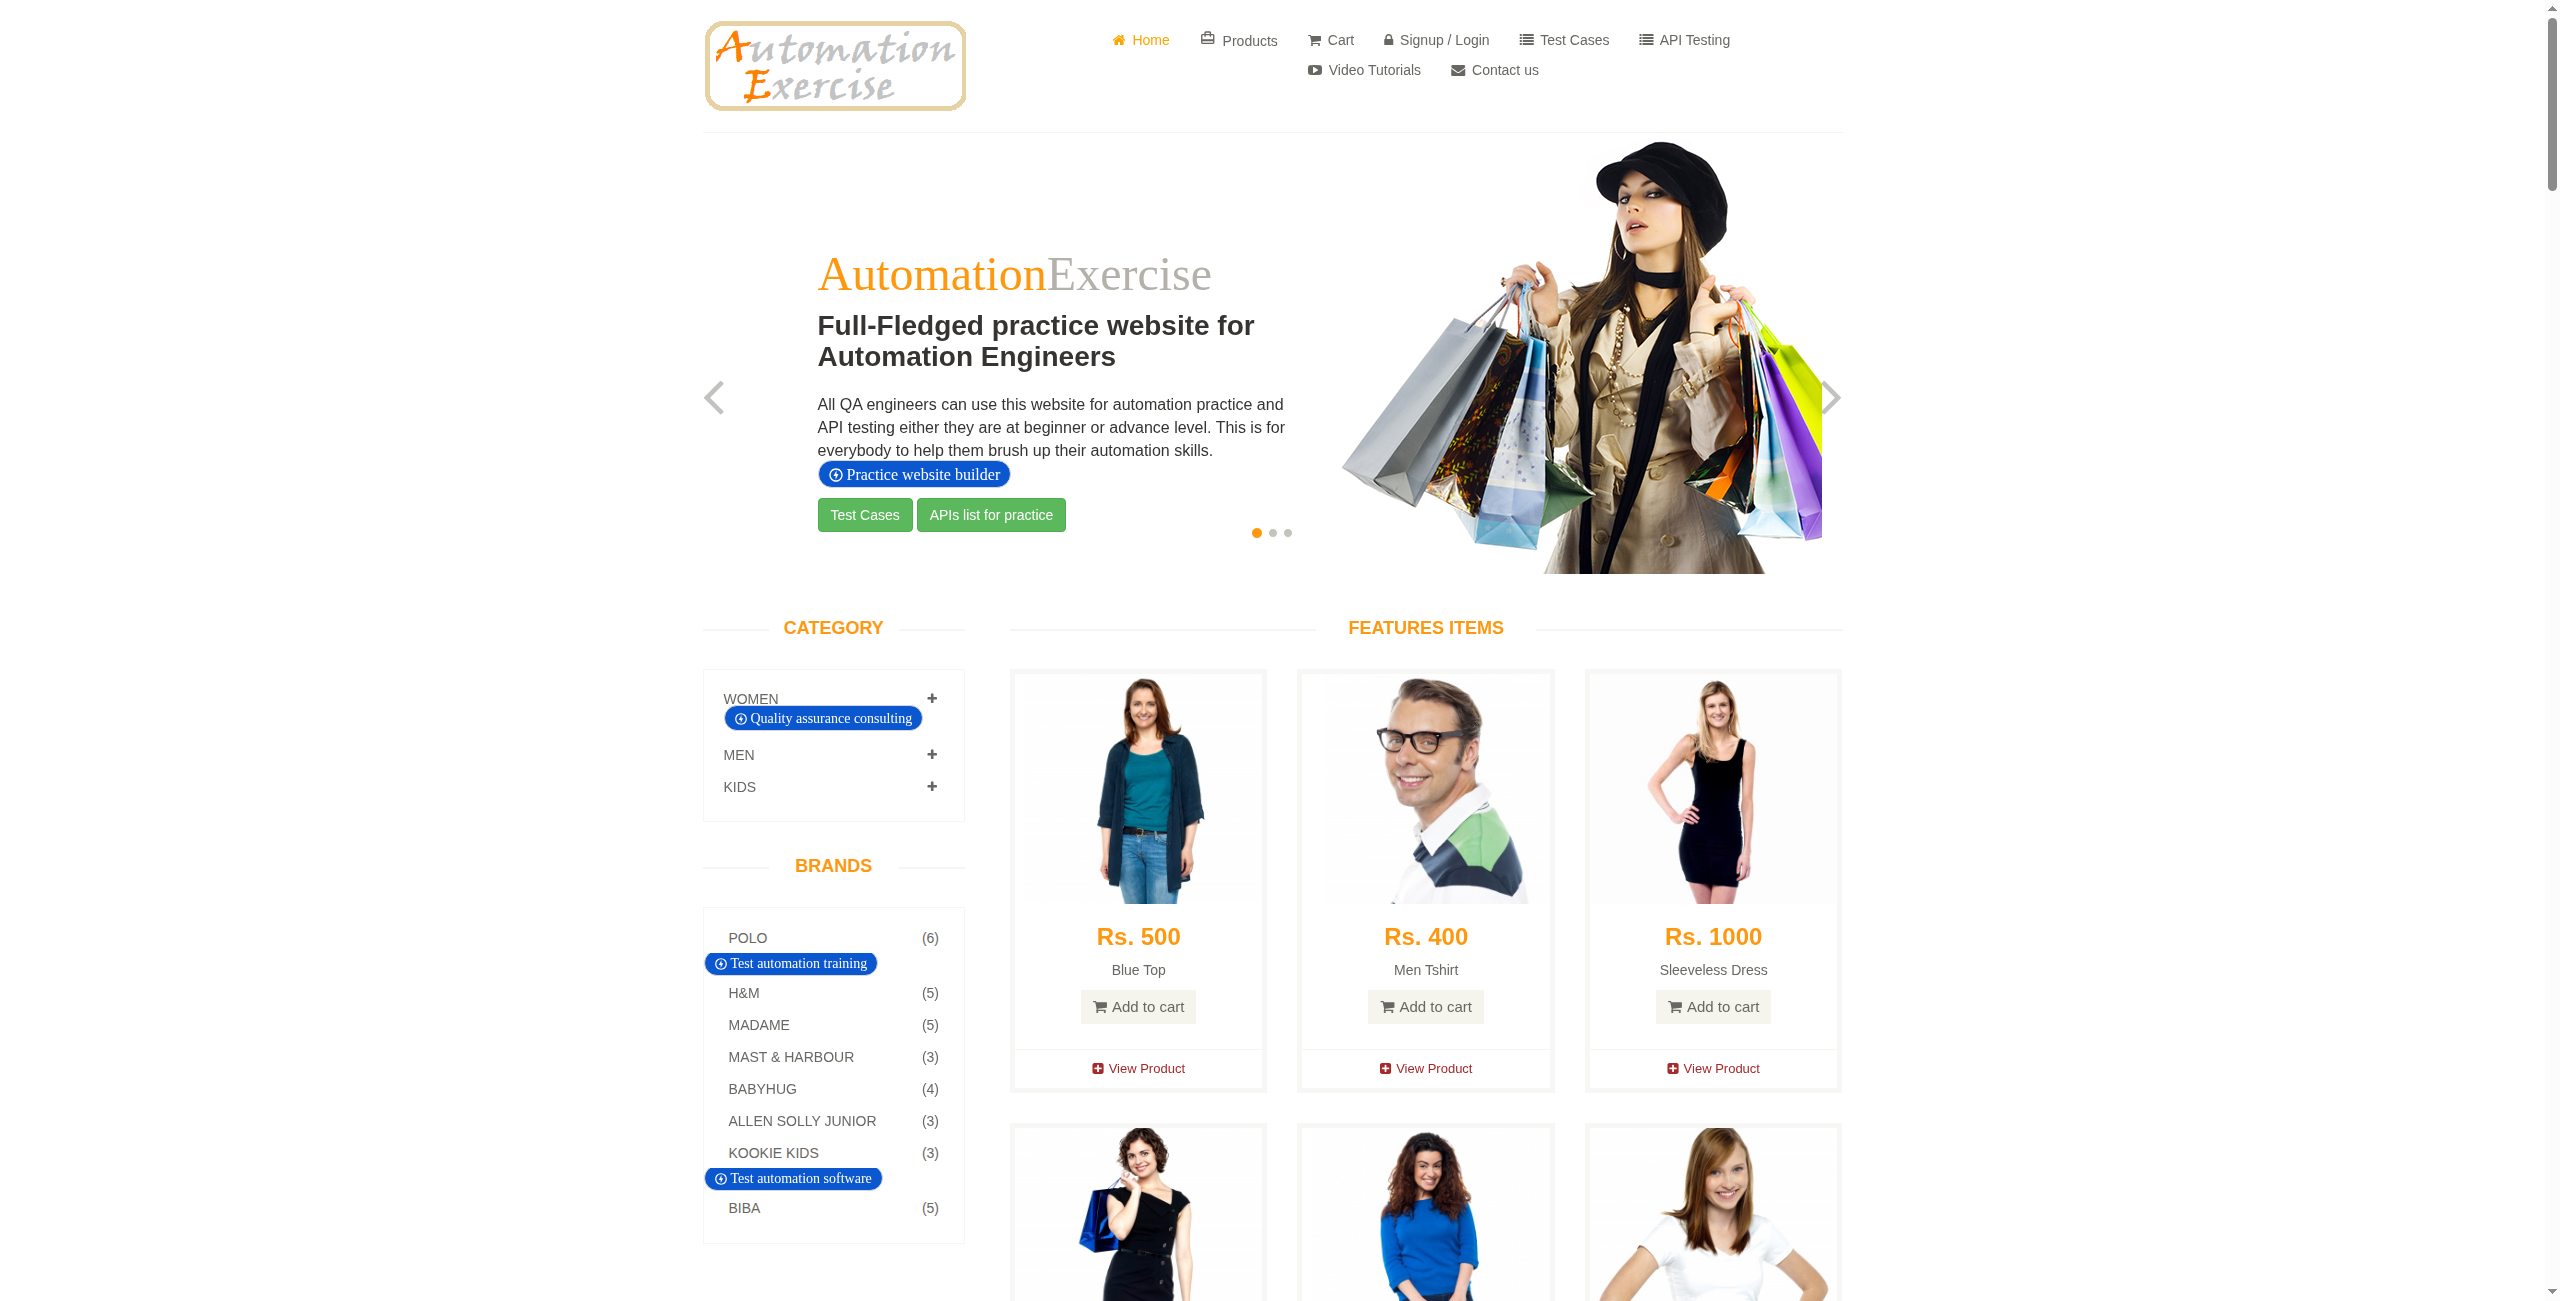 Automation
Exercise
Home
Products
Cart
Signup / Login
Test Cases
API Testing
Video Tutorials
Contact us
AutomationExercise
Full-Fledged practice website for
Automation Engineers
All QA engineers can use this website for automation practice and
API testing either they are at beginner or advance level. This is for
everybody to help them brush up their automation skills.
Practice website builder
Test Cases
APIs list for practice
CATEGORY
WOMEN
Quality assurance consulting
MEN
KIDS
BRANDS
POLO (6)
Test automation training
H&M (5)
MADAME (5)
MAST & HARBOUR (3)
BABYHUG (4)
ALLEN SOLLY JUNIOR (3)
KOOKIE KIDS (3)
Test automation software
BIBA (5)
FEATURES ITEMS
Rs. 500
Blue Top
Add to cart
View Product
Rs. 400
Men Tshirt
Add to cart
View Product
Rs. 1000
Sleeveless Dress
Add to cart
View Product